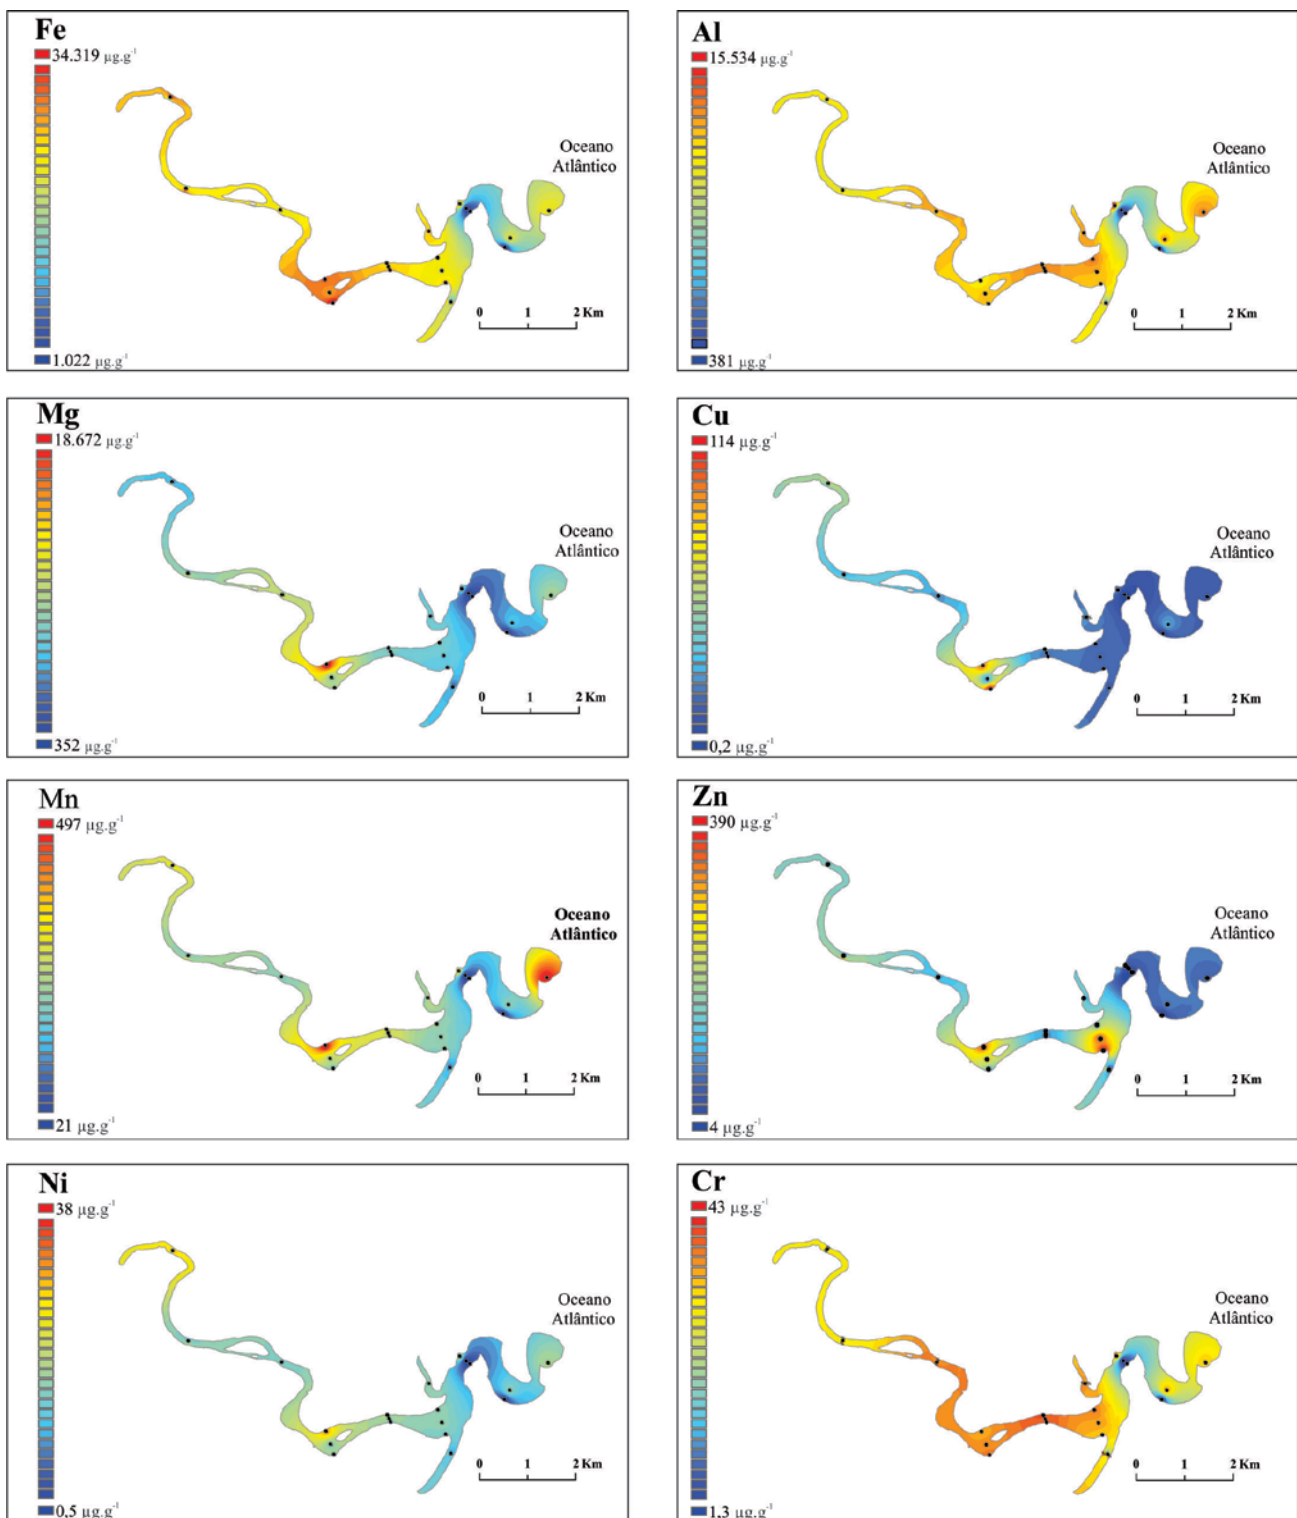 Fe
34.319 µg.g⁻¹
Oceano
Atlântico
0 1 2 Km
1.022 µg.g⁻¹
Al
15.534 µg.g⁻¹
Oceano
Atlântico
0 1 2 Km
381 µg.g⁻¹
Mg
18.672 µg.g⁻¹
Oceano
Atlântico
0 1 2 Km
352 µg.g⁻¹
Cu
114 µg.g⁻¹
Oceano
Atlântico
0 1 2 Km
0,2 µg.g⁻¹
Mn
497 µg.g⁻¹
Oceano
Atlântico
0 1 2 Km
21 µg.g⁻¹
Zn
390 µg.g⁻¹
Oceano
Atlântico
0 1 2 Km
4 µg.g⁻¹
Ni
38 µg.g⁻¹
Oceano
Atlântico
0 1 2 Km
0,5 µg.g⁻¹
Cr
43 µg.g⁻¹
Oceano
Atlântico
0 1 2 Km
1,3 µg.g⁻¹